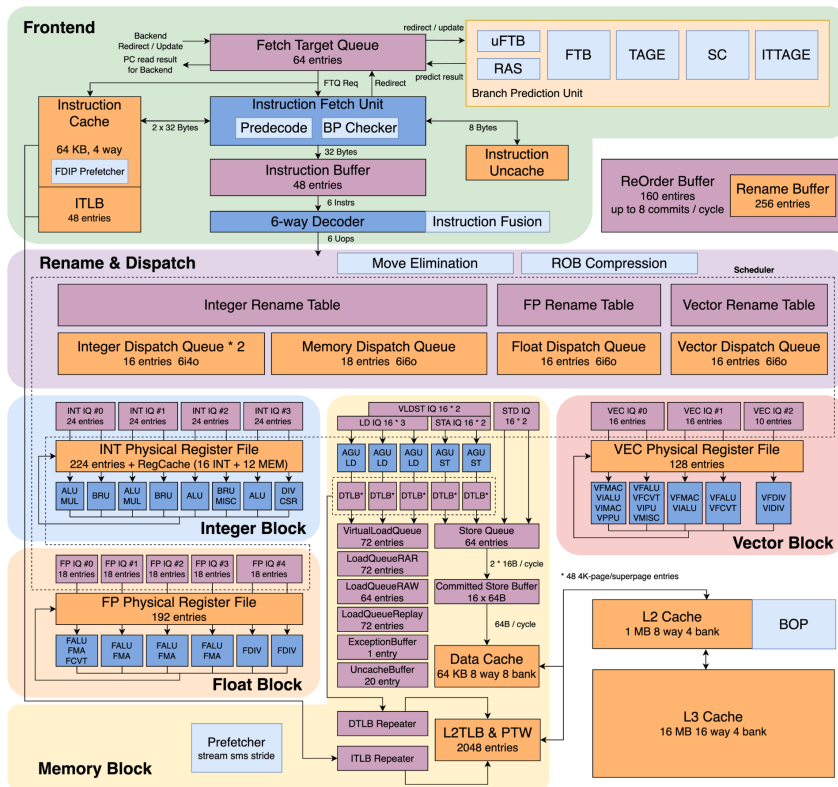 Frontend
Backend
Redirect / Update
PC read result
for Backend
Fetch Target Queue
64 entries
redirect / update
predict result
uFTB
RAS
FTB
TAGE
SC
ITTAGE
Branch Prediction Unit
FTQ Req
Redirect
Instruction
Cache
64 KB, 4 way
FDIP Prefetcher
ITLB
48 entries
2 x 32 Bytes
Instruction Fetch Unit
Predecode
BP Checker
8 Bytes
Instruction
Uncache
32 Bytes
Instruction Buffer
48 entries
6 Instrs
6-way Decoder
Instruction Fusion
6 Uops
ReOrder Buffer
160 entires
up to 8 commits / cycle
Rename Buffer
256 entries
Rename & Dispatch
Move Elimination
ROB Compression
Scheduler
Integer Rename Table
FP Rename Table
Vector Rename Table
Integer Dispatch Queue * 2
16 entries 6i4o
Memory Dispatch Queue
18 entries 6i6o
Float Dispatch Queue
16 entries 6i6o
Vector Dispatch Queue
16 entries 6i6o
INT IQ #0
24 entries
INT IQ #1
24 entries
INT IQ #2
24 entries
INT IQ #3
24 entries
INT Physical Register File
224 entries + RegCache (16 INT + 12 MEM)
ALU
MUL
BRU
ALU
MUL
BRU
ALU
BRU
MISC
ALU
DIV
CSR
Integer Block
FP IQ #0
18 entries
FP IQ #1
18 entries
FP IQ #2
18 entries
FP IQ #3
18 entries
FP IQ #4
18 entries
FP Physical Register File
192 entries
FALU
FMA
FCVT
FALU
FMA
FALU
FMA
FALU
FMA
FDIV
FDIV
Float Block
VLDST IQ 16 * 2
LD IQ 16 * 3
STA IQ 16 * 2
STD IQ
16 * 2
AGU
LD
AGU
LD
AGU
LD
AGU
ST
AGU
ST
DTLB*
DTLB*
DTLB*
DTLB*
DTLB*
VirtualLoadQueue
72 entries
LoadQueueRAR
72 entries
LoadQueueRAW
64 entries
LoadQueueReplay
72 entries
ExceptionBuffer
1 entry
UncacheBuffer
20 entry
Store Queue
64 entries
2 * 16B / cycle
Committed Store Buffer
16 x 64B
64B / cycle
Data Cache
64 KB 8 way 8 bank
DTLB Repeater
ITLB Repeater
L2TLB & PTW
2048 entries
Prefetcher
stream sms stride
Memory Block
VEC IQ #0
16 entries
VEC IQ #1
16 entries
VEC IQ #2
10 entries
VEC Physical Register File
128 entries
VFMAC
VIALU
VIMAC
VPPU
VFALU
VFCVT
VIPU
VMISC
VFMAC
VIALU
VFALU
VFCVT
VFDIV
VIDIV
Vector Block
* 48 4K-page/superpage entries
L2 Cache
1 MB 8 way 4 bank
BOP
L3 Cache
16 MB 16 way 4 bank